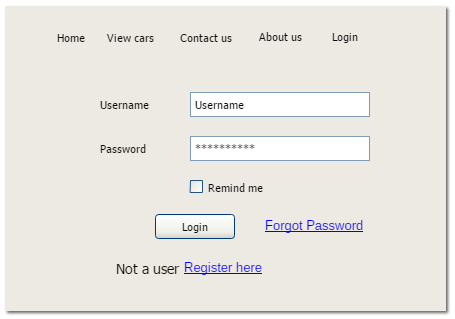 Home View cars Contact us About us Login
Username Username
Password **********
Remind me
Login Forgot Password
Not a user Register here